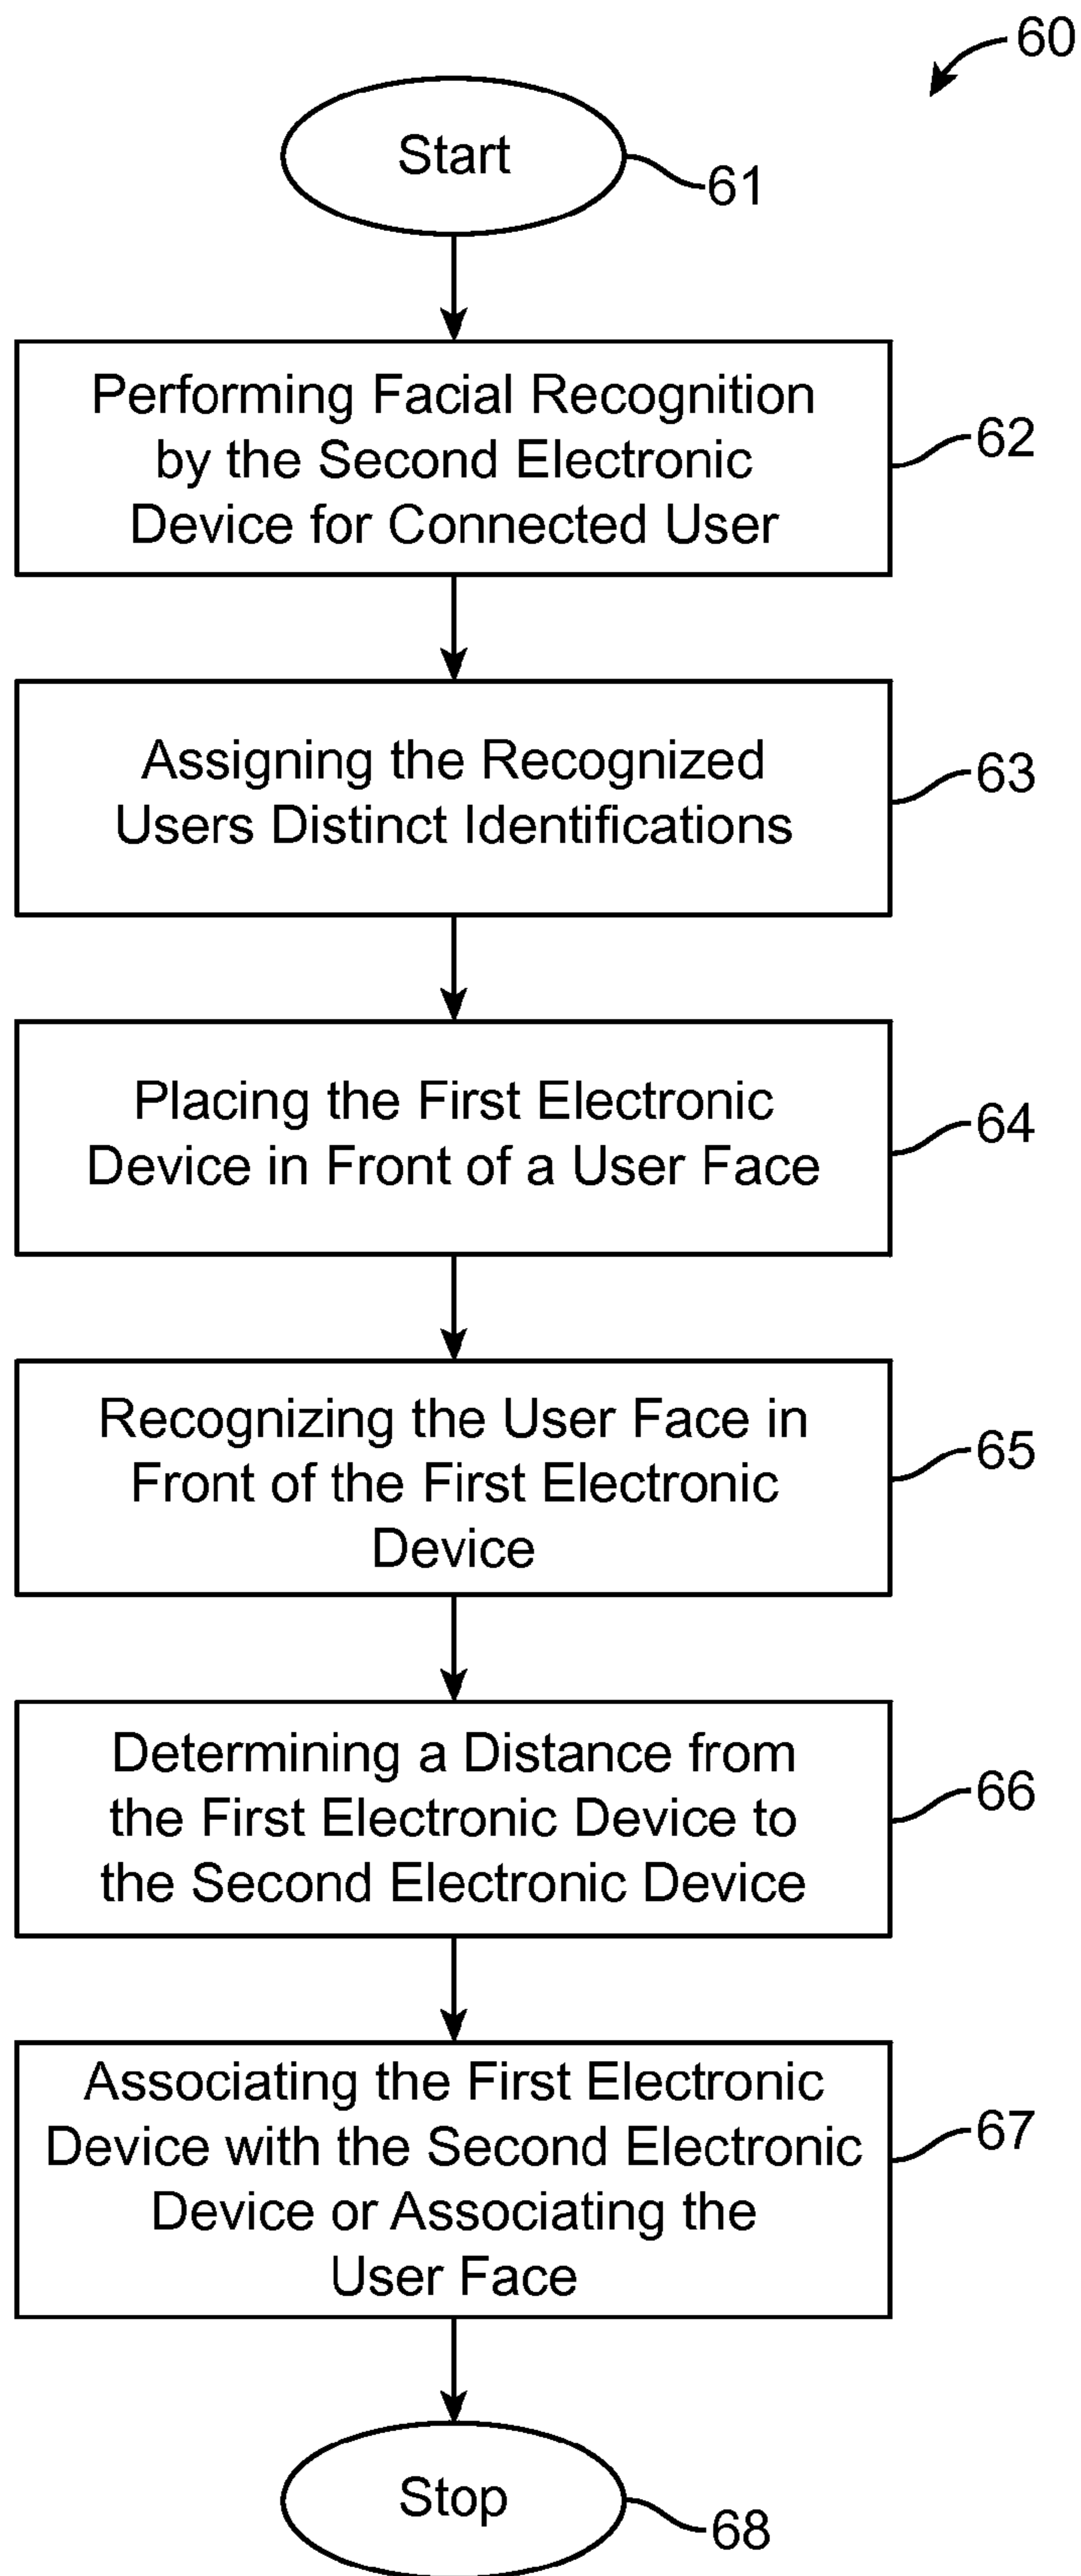 60
Start
61
Performing Facial Recognition
by the Second Electronic
Device for Connected User
62
Assigning the Recognized
Users Distinct Identifications
63
Placing the First Electronic
Device in Front of a User Face
64
Recognizing the User Face in
Front of the First Electronic
Device
65
Determining a Distance from
the First Electronic Device to
the Second Electronic Device
66
Associating the First Electronic
Device with the Second Electronic
Device or Associating the
User Face
67
Stop
68